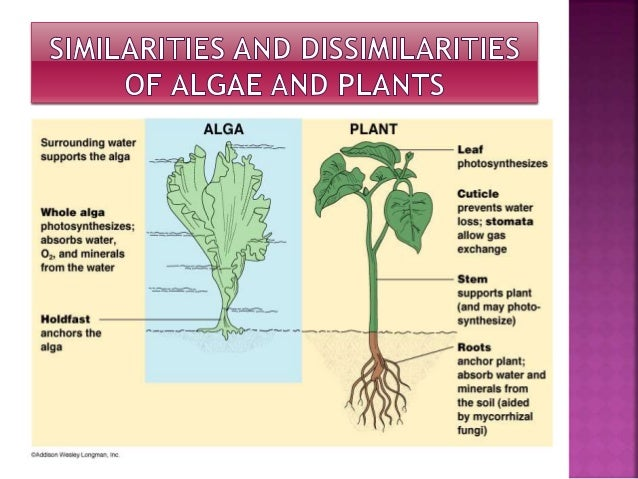 SIMILARITIES AND DISSIMILARITIES
OF ALGAE AND PLANTS
ALGA
Surrounding water
supports the alga
Whole alga
photosynthesizes;
absorbs water,
O₂, and minerals
from the water
Holdfast
anchors the
alga
PLANT
Leaf
photosynthesizes
Cuticle
prevents water
loss; stomata
allow gas
exchange
Stem
supports plant
(and may photo-
synthesize)
Roots
anchor plant;
absorb water and
minerals from
the soil (aided
by mycorrhizal
fungi)
©Addison Wesley Longman, Inc.